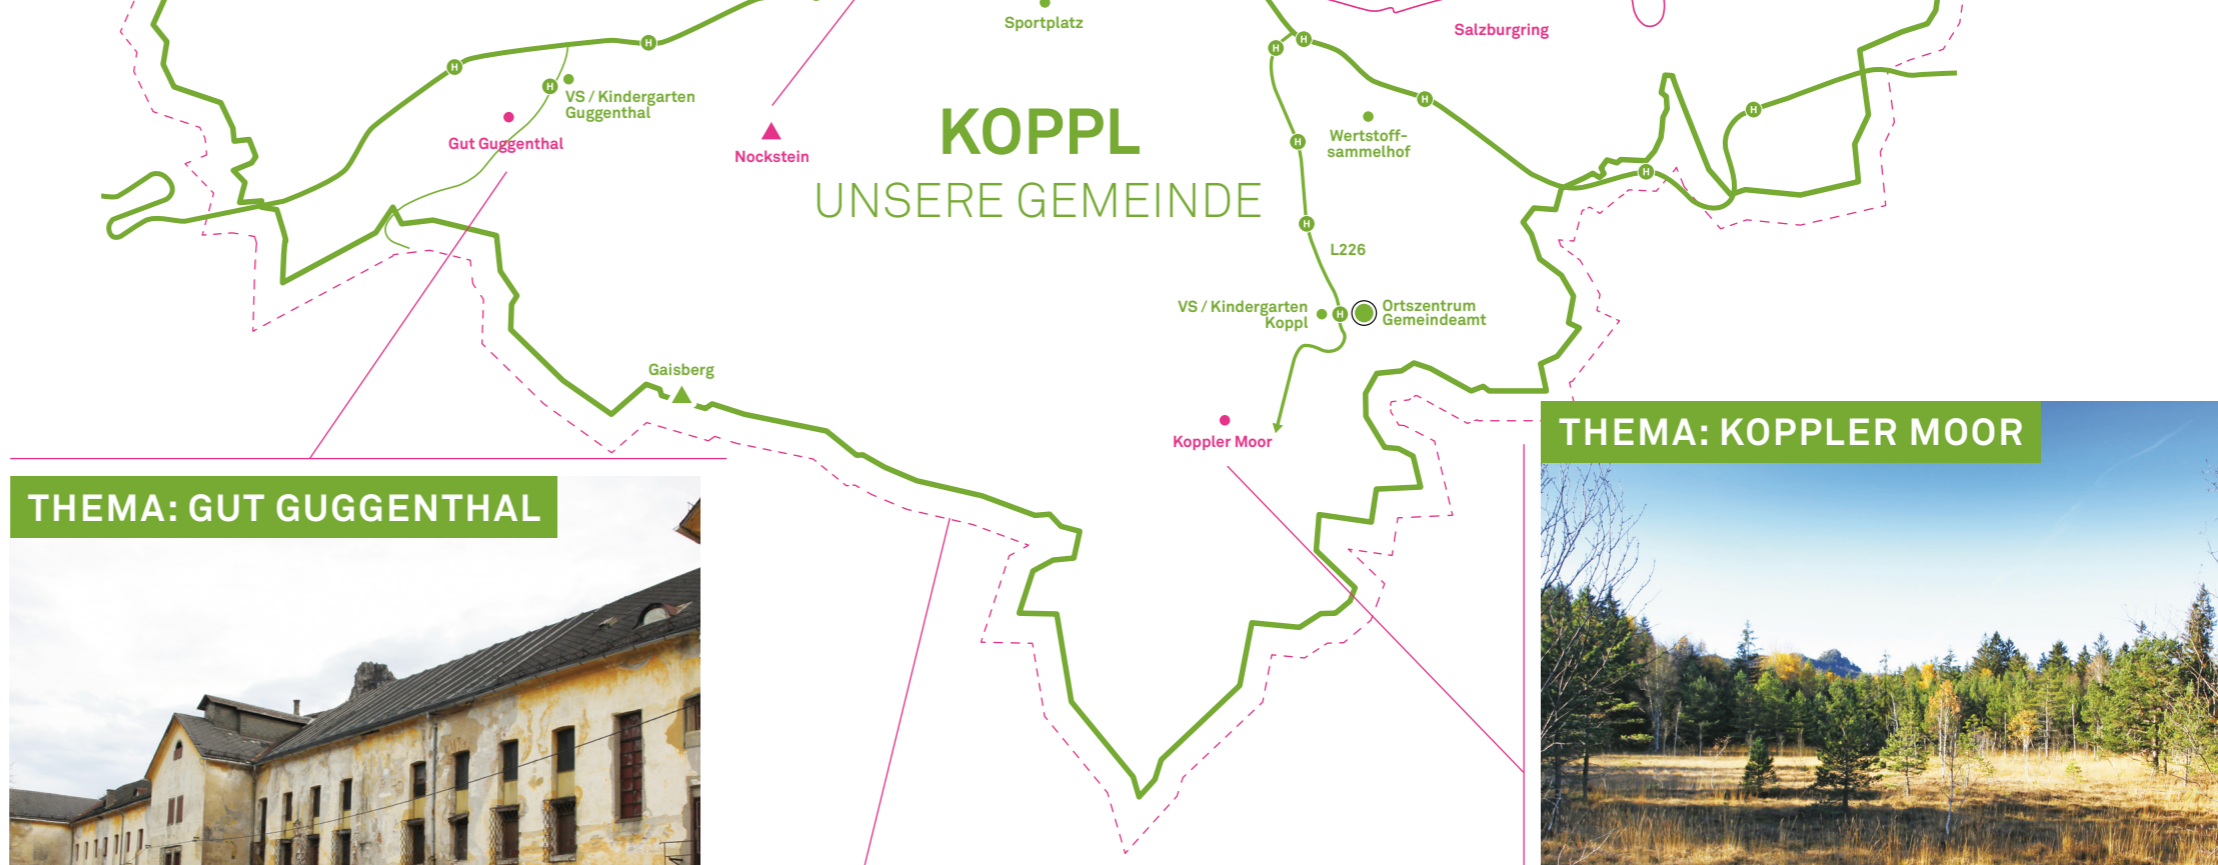 Sportplatz
Salzburgring
H
H
H
H
H
H
H
H
H
H
H
H
VS / Kindergarten
Guggenthal
Gut Guggenthal
Nockstein
KOPPL
UNSERE GEMEINDE
Wertstoff-
sammelhof
L226
VS / Kindergarten
Koppl
Ortszentrum
Gemeindeamt
Gaisberg
Koppler Moor
THEMA: GUT GUGGENTHAL
THEMA: KOPPLER MOOR